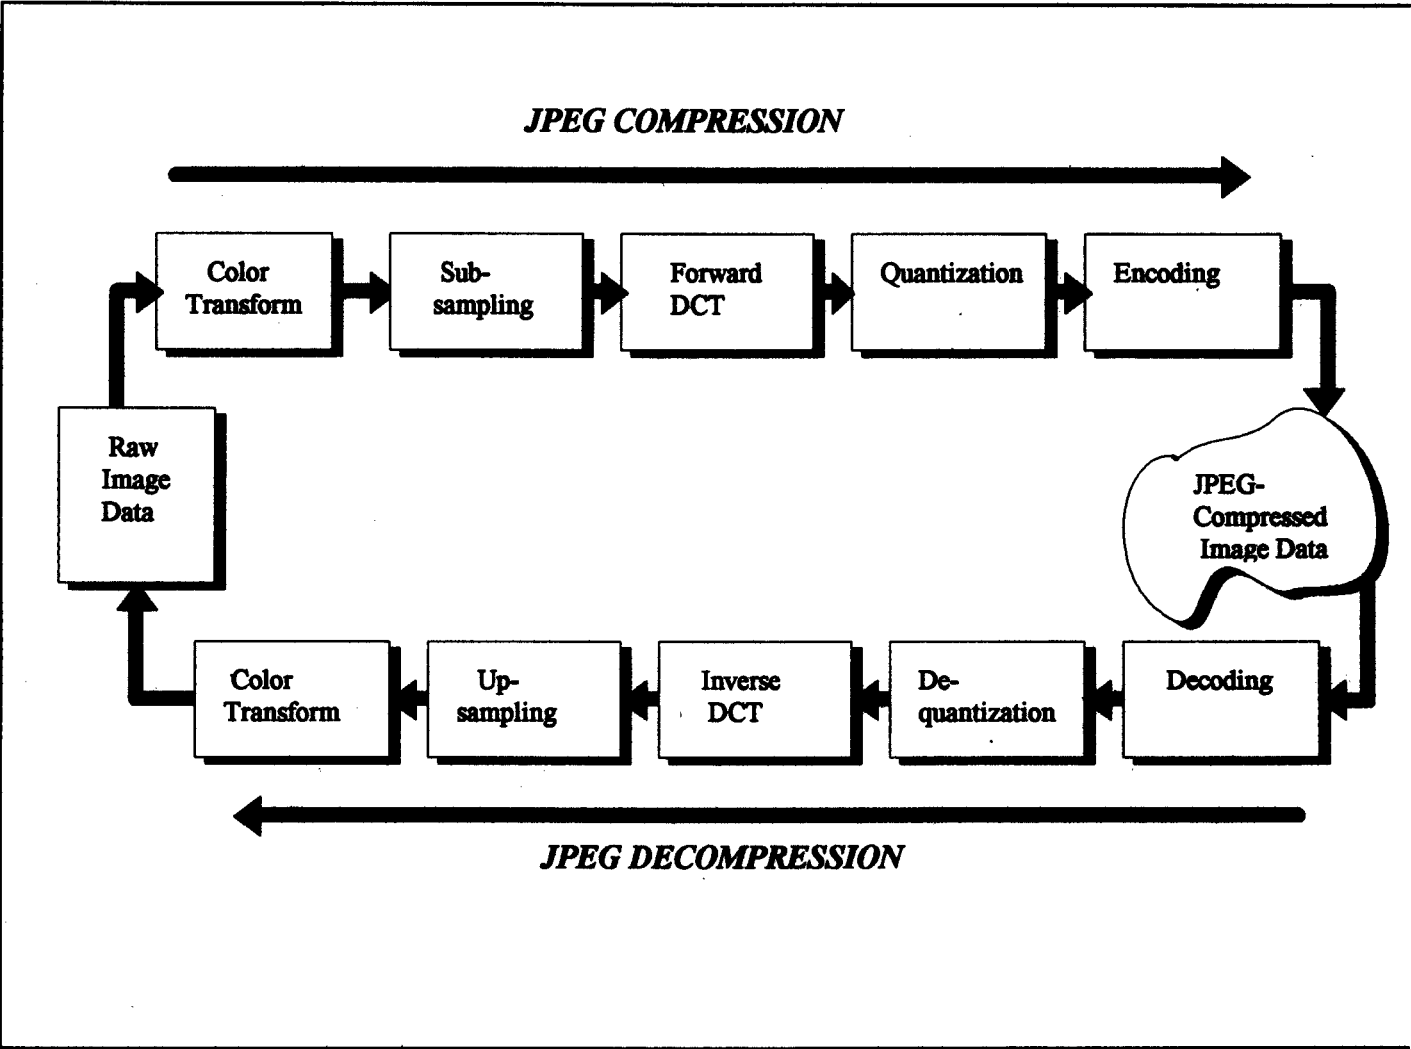 JPEG COMPRESSION
Color
Transform
Sub-
sampling
Forward
DCT
Quantization
Encoding
Raw
Image
Data
JPEG-
Compressed
Image Data
Color
Transform
Up-
sampling
Inverse
DCT
De-
quantization
Decoding
JPEG DECOMPRESSION